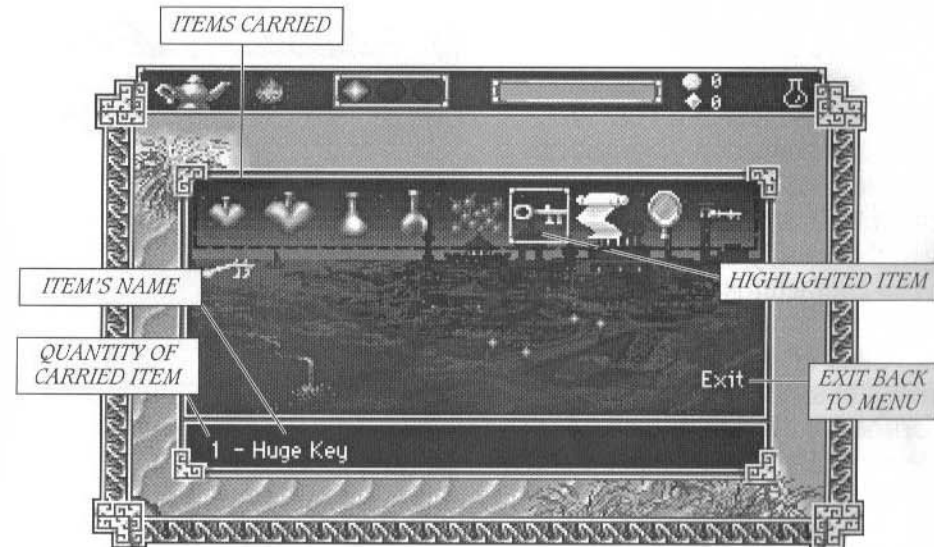 ITEMS CARRIED
0
0
ITEM'S NAME
HIGHLIGHTED ITEM
QUANTITY OF
CARRIED ITEM
Exit
EXIT BACK
TO MENU
1 - Huge Key